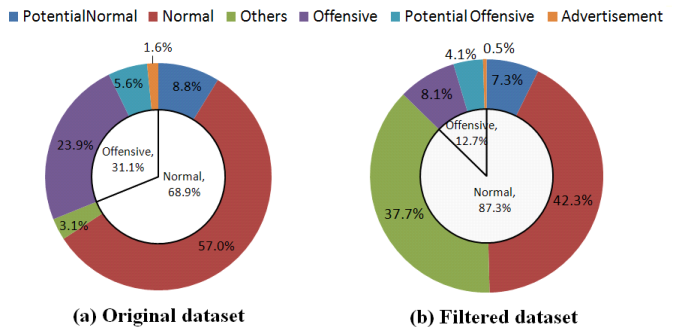 PotentialNormal Normal Others Offensive Potential Offensive Advertisement
1.6%
5.6%
8.8%
23.9%
Offensive,
31.1%
Normal,
68.9%
3.1%
57.0%
4.1%
0.5%
7.3%
8.1%
Offensive,
12.7%
Normal,
87.3%
37.7%
42.3%
(a) Original dataset
(b) Filtered dataset